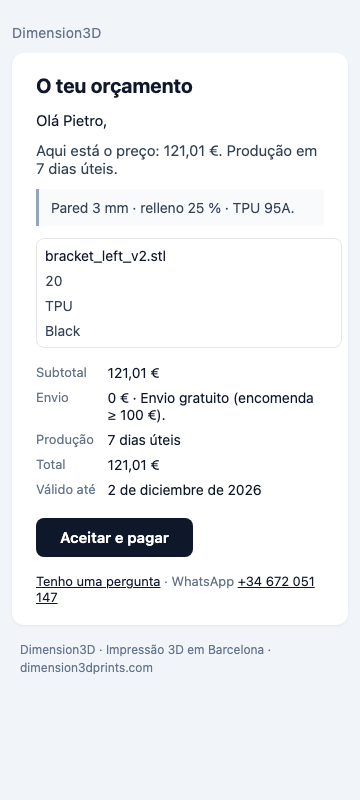 Dimension3D
O teu orçamento
Olá Pietro,
Aqui está o preço: 121,01 €. Produção em
7 dias úteis.
Pared 3 mm · relleno 25 % · TPU 95A.
bracket_left_v2.stl
20
TPU
Black
Subtotal 121,01 €
Envio 0 € · Envio gratuito (encomenda
≥ 100 €).
Produção 7 dias úteis
Total 121,01 €
Válido até 2 de diciembre de 2026
Aceitar e pagar
Tenho uma pergunta · WhatsApp +34 672 051
147
Dimension3D · Impressão 3D em Barcelona ·
dimension3dprints.com